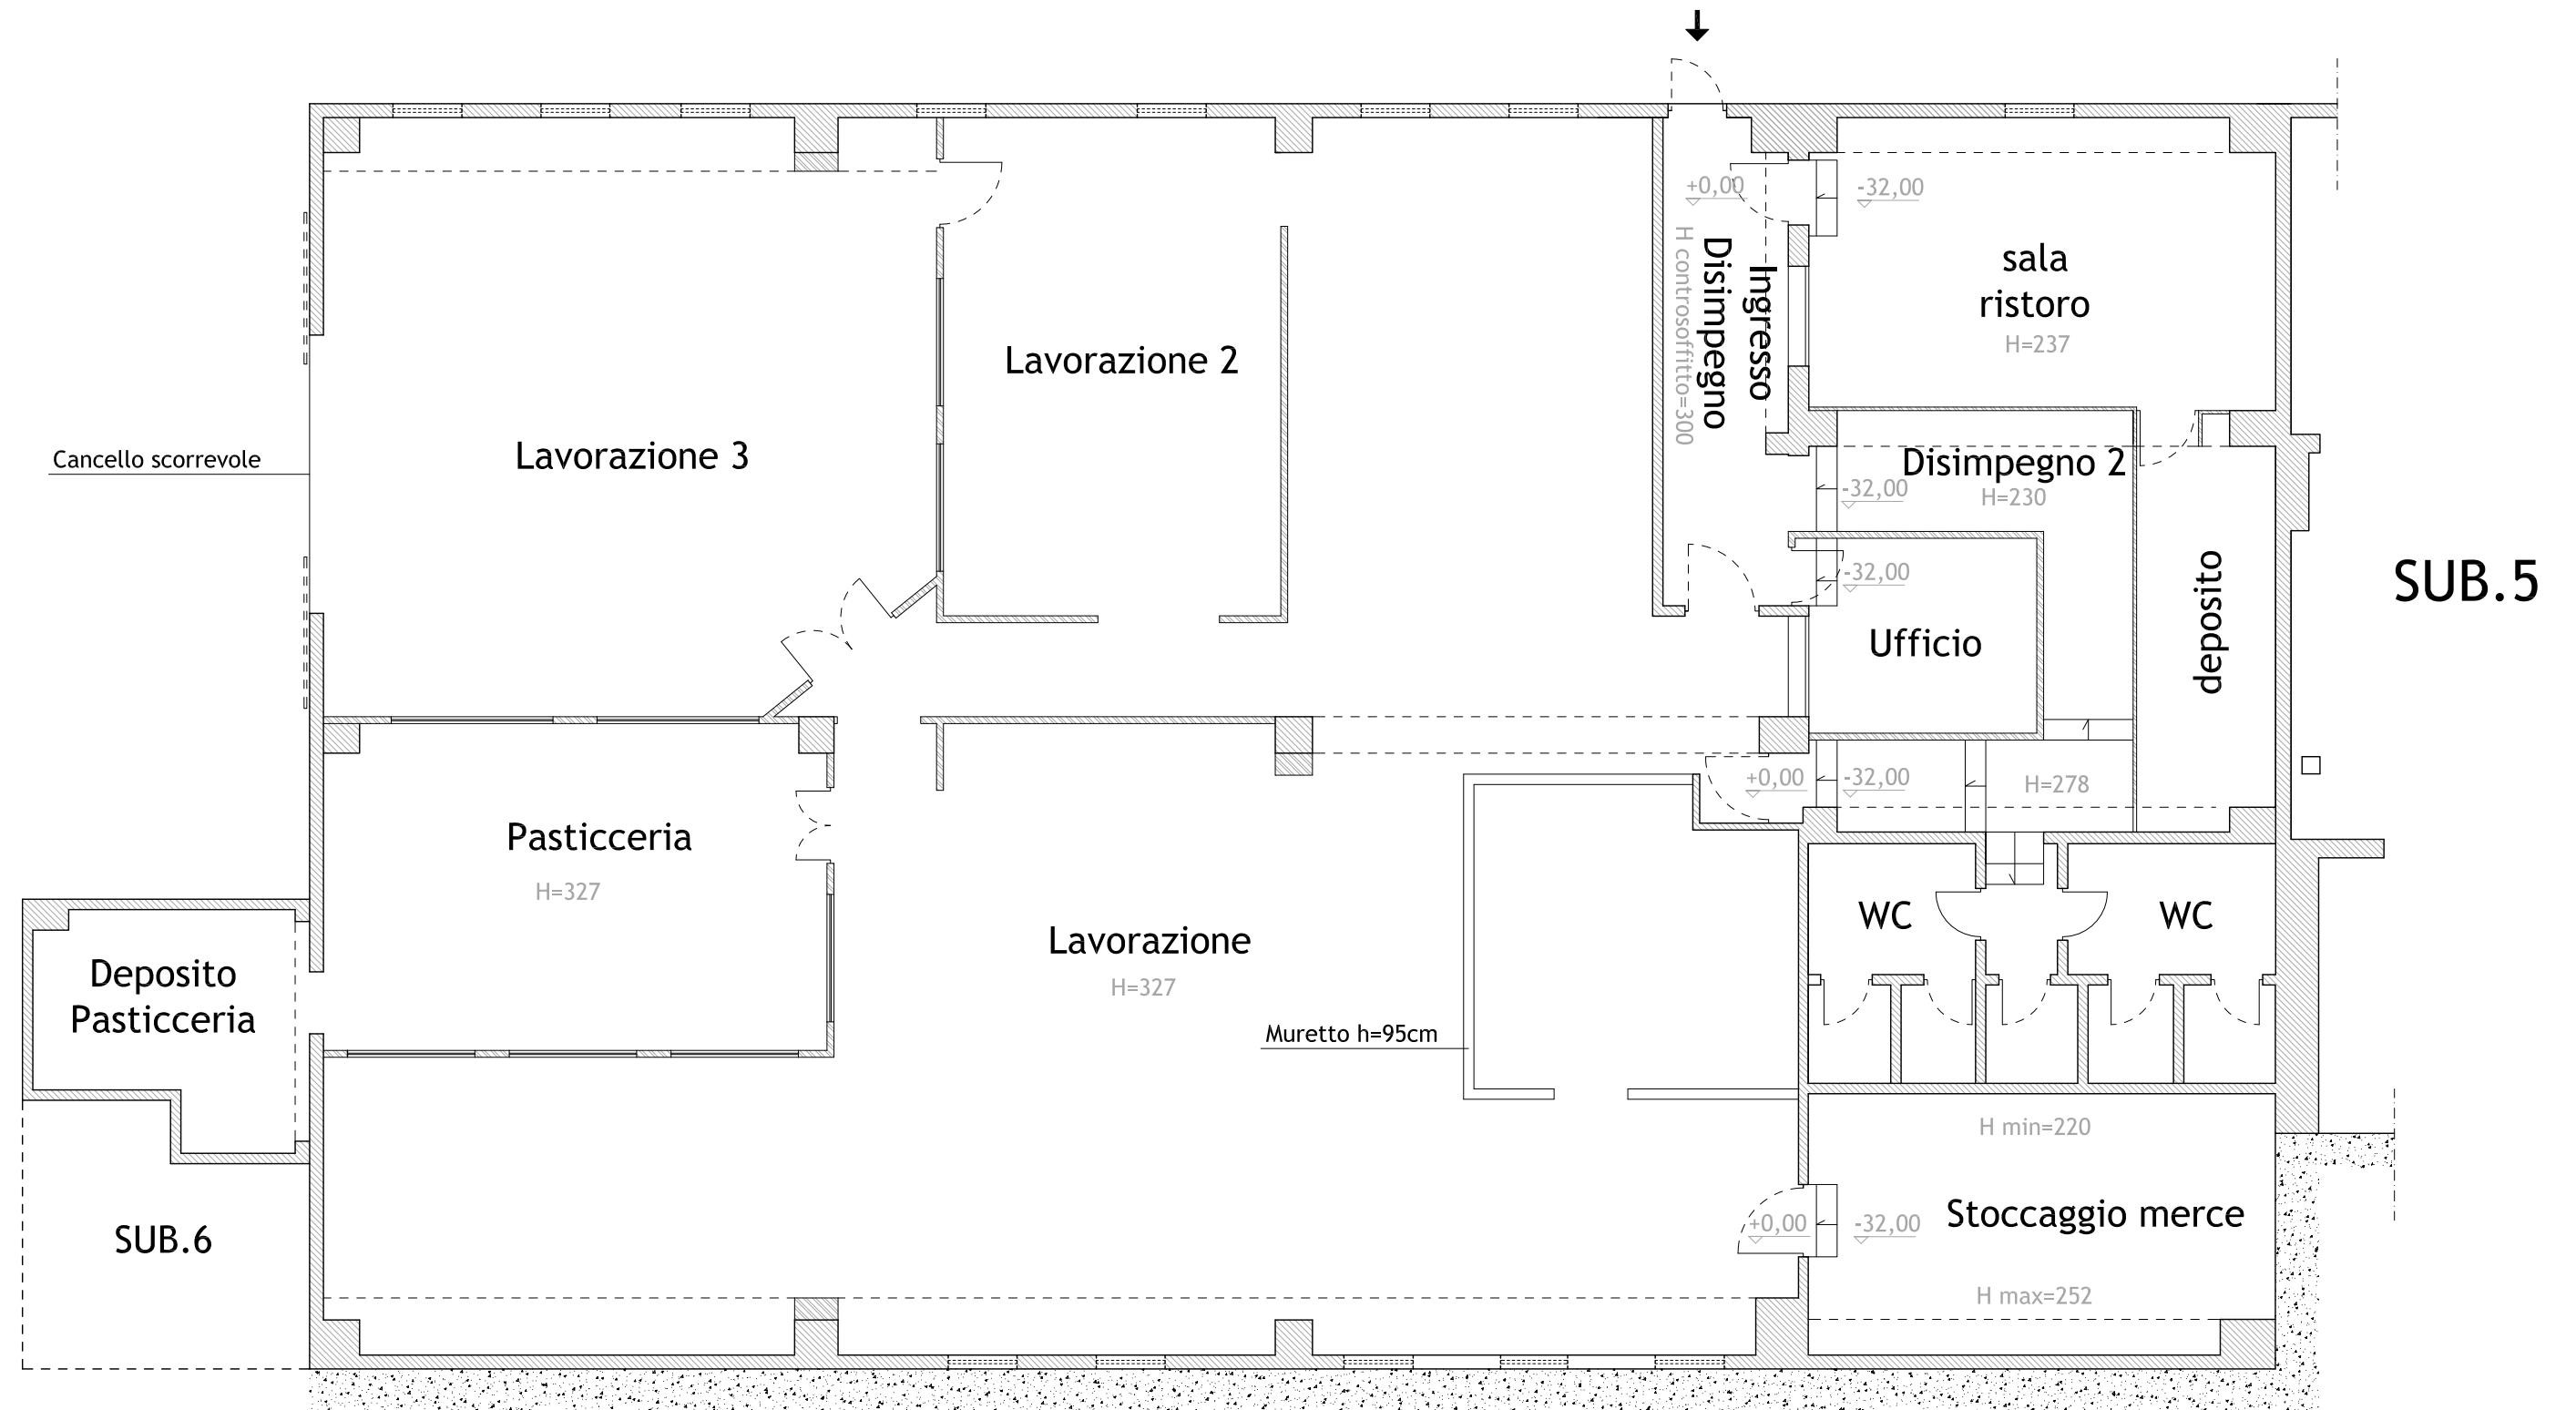 +0,00
-32,00
Ingresso
Disimpegno
H controsoffitto=300
sala
ristoro
H=237
Lavorazione 2
Lavorazione 3
Cancello scorrevole
Disimpegno 2
-32,00
H=230
-32,00
SUB.5
deposito
Ufficio
+0,00
-32,00
H=278
Pasticceria
H=327
WC
WC
Lavorazione
H=327
Deposito
Pasticceria
Muretto h=95cm
H min=220
Stoccaggio merce
+0,00
-32,00
SUB.6
H max=252